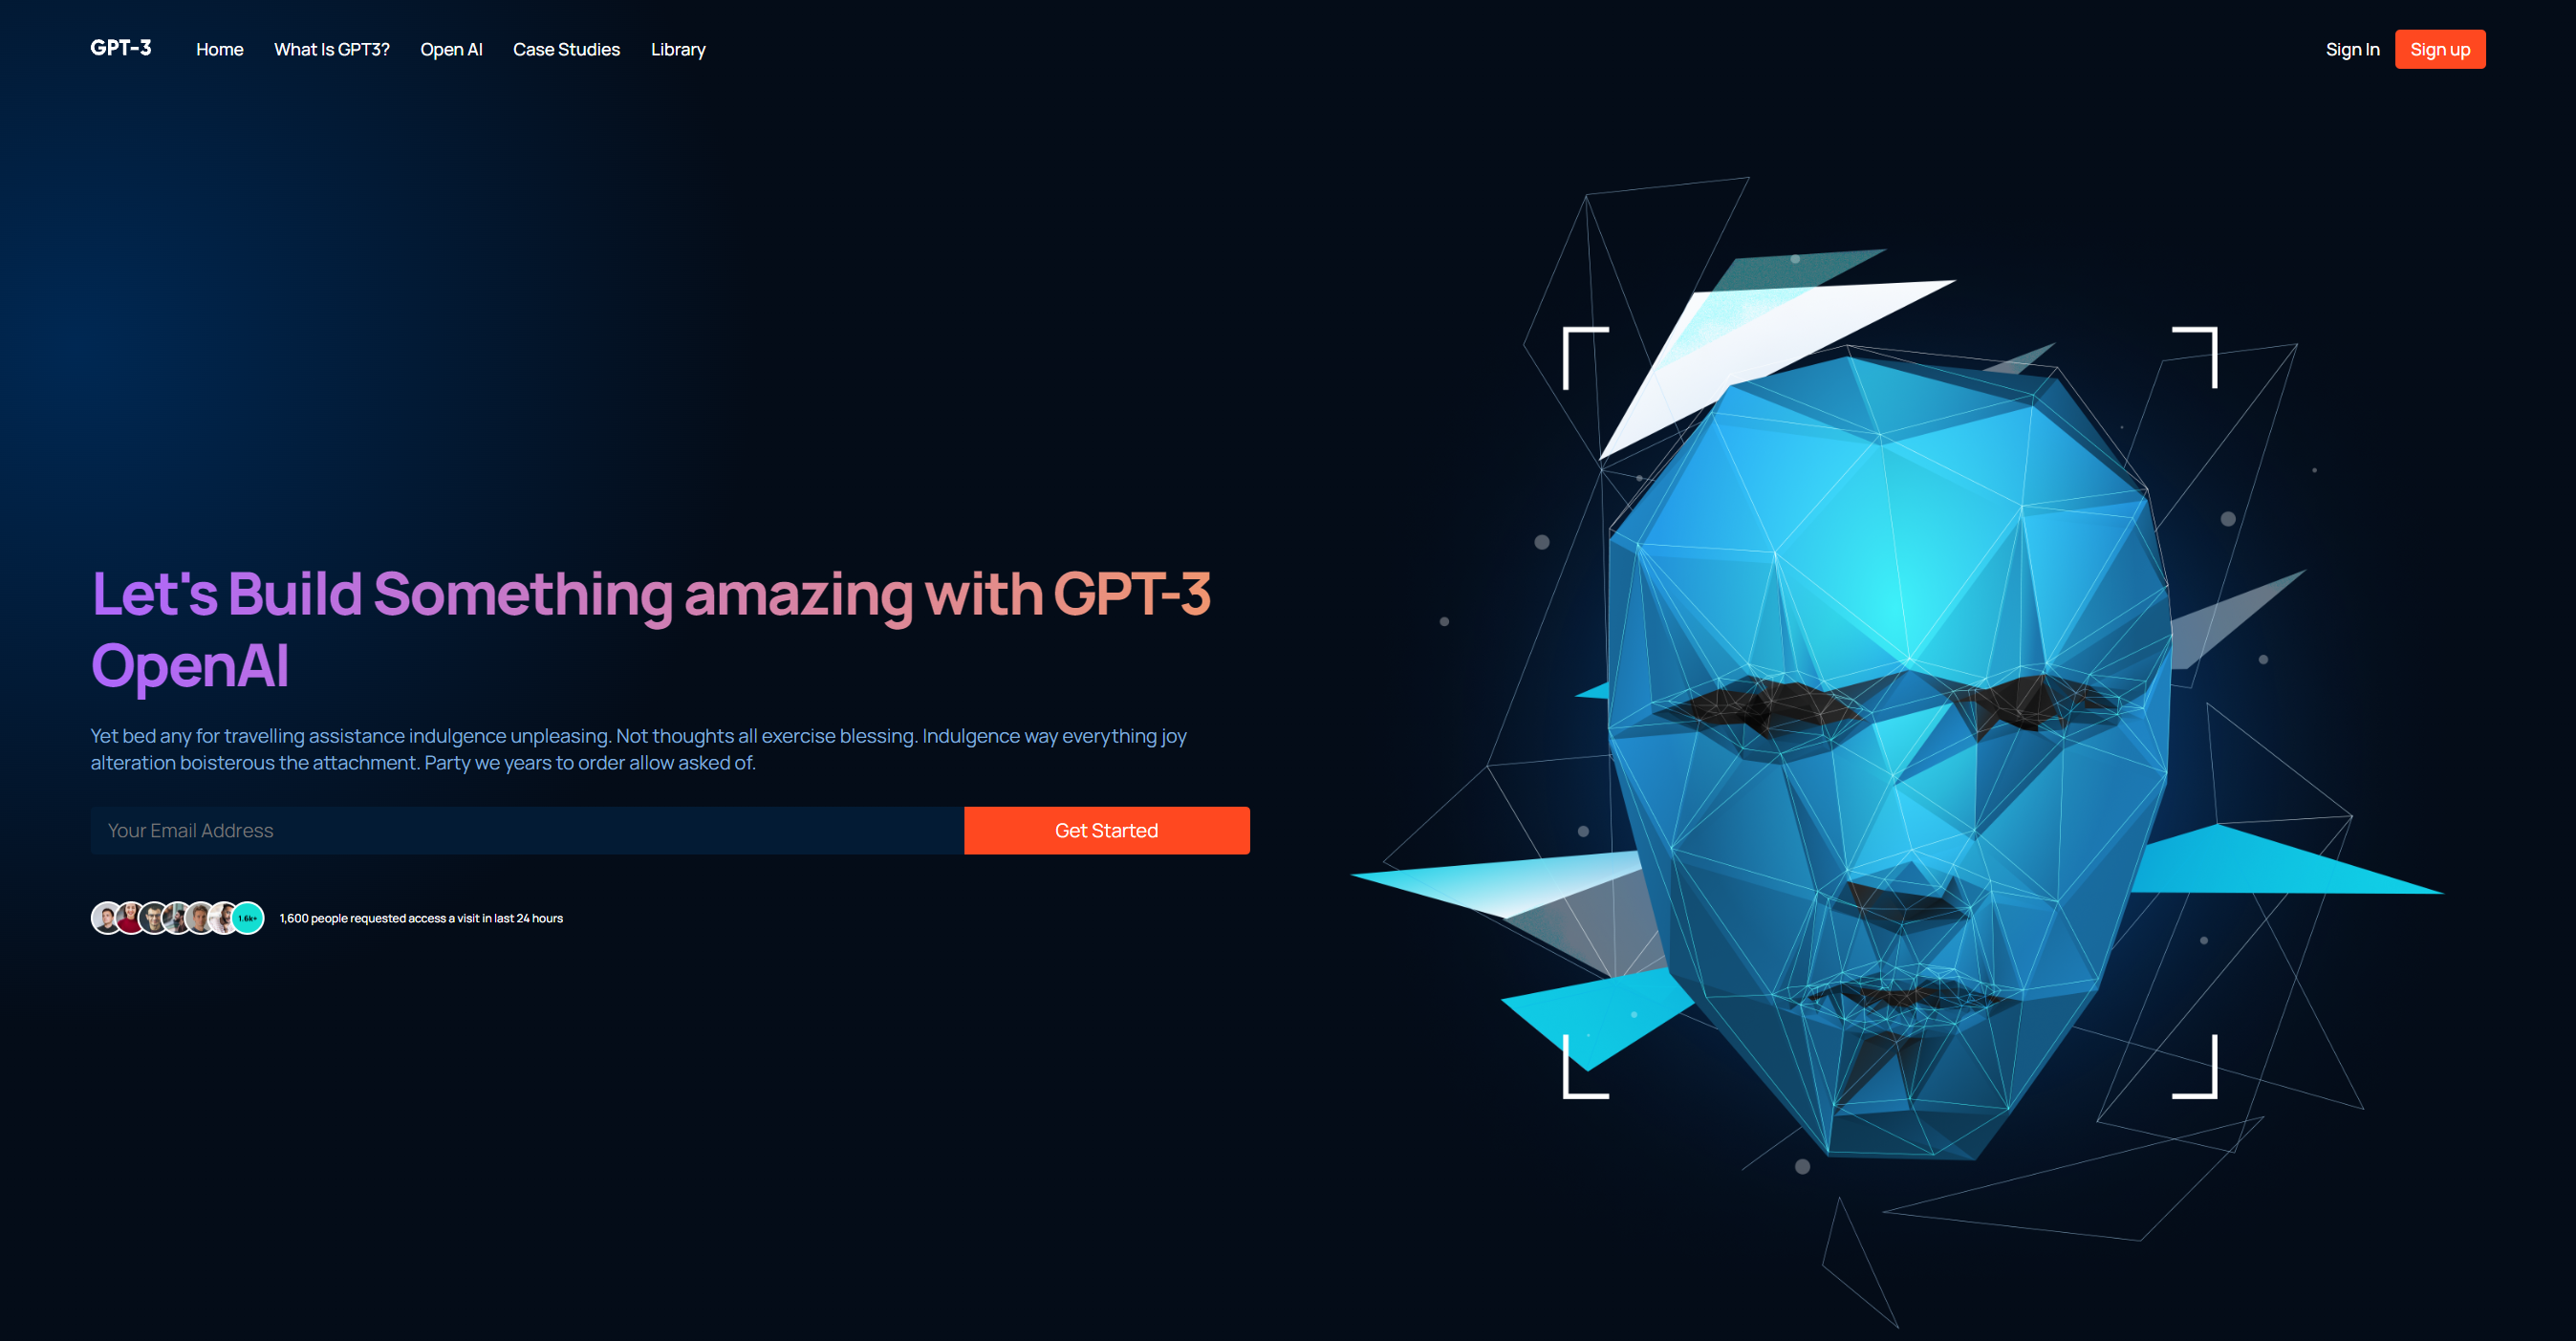 GPT-3 Home What Is GPT3? Open AI Case Studies Library Sign In Sign up
Let's Build Something amazing with GPT-3
OpenAI
Yet bed any for travelling assistance indulgence unpleasing. Not thoughts all exercise blessing. Indulgence way everything joy
alteration boisterous the attachment. Party we years to order allow asked of.
Your Email Address Get Started
1.6k+ 1,600 people requested access a visit in last 24 hours